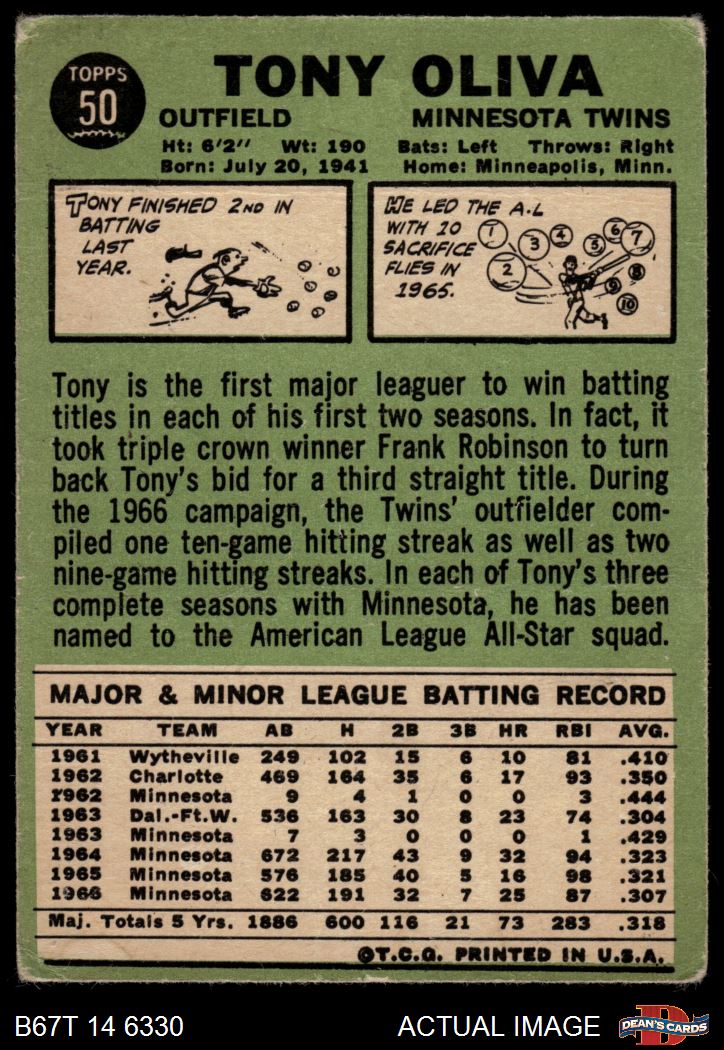 TOPPS
50
TONY OLIVA
OUTFIELD MINNESOTA TWINS
Ht: 6'2" Wt: 190 Bats: Left Throws: Right
Born: July 20, 1941 Home: Minneapolis, Minn.
TONY FINISHED 2ND IN
BATTING
LAST
YEAR.
HE LED THE A.L
WITH 10
SACRIFICE
FLIES IN
1965.
1 2 3 4 5 6 7 8 9 10
Tony is the first major leaguer to win batting
titles in each of his first two seasons. In fact, it
took triple crown winner Frank Robinson to turn
back Tony's bid for a third straight title. During
the 1966 campaign, the Twins' outfielder com-
piled one ten-game hitting streak as well as two
nine-game hitting streaks. In each of Tony's three
complete seasons with Minnesota, he has been
named to the American League All-Star squad.
MAJOR & MINOR LEAGUE BATTING RECORD
YEAR TEAM AB H 2B 3B HR RBI AVG.
1961 Wytheville 249 102 15 6 10 81 .410
1962 Charlotte 469 164 35 6 17 93 .350
1962 Minnesota 9 4 1 0 0 3 .444
1963 Dal.-Ft.W. 536 163 30 8 23 74 .304
1963 Minnesota 7 3 0 0 0 1 .429
1964 Minnesota 672 217 43 9 32 94 .323
1965 Minnesota 576 185 40 5 16 98 .321
1966 Minnesota 622 191 32 7 25 87 .307
Maj. Totals 5 Yrs. 1886 600 116 21 73 283 .318
©T.C.G. PRINTED IN U.S.A.
B67T 14 6330 ACTUAL IMAGE
D
DEAN'S CARDS